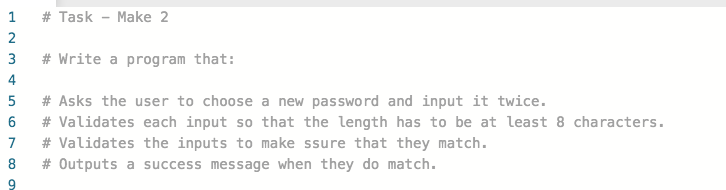 1 # Task - Make 2
2
3 # Write a program that:
4
5 # Asks the user to choose a new password and input it twice.
6 # Validates each input so that the length has to be at least 8 characters.
7 # Validates the inputs to make ssure that they match.
8 # Outputs a success message when they do match.
9